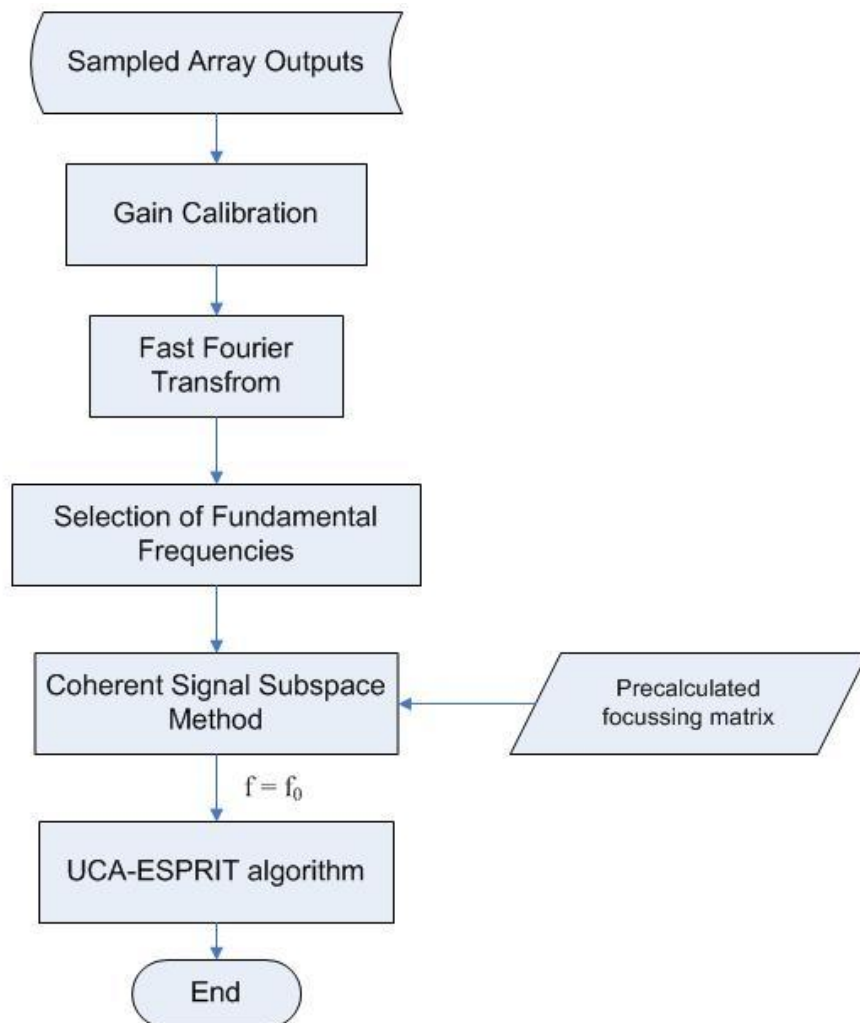 Sampled Array Outputs
Gain Calibration
Fast Fourier
Transfrom
Selection of Fundamental
Frequencies
Coherent Signal Subspace
Method
Precalculated
focussing matrix
f = f₀
UCA-ESPRIT algorithm
End